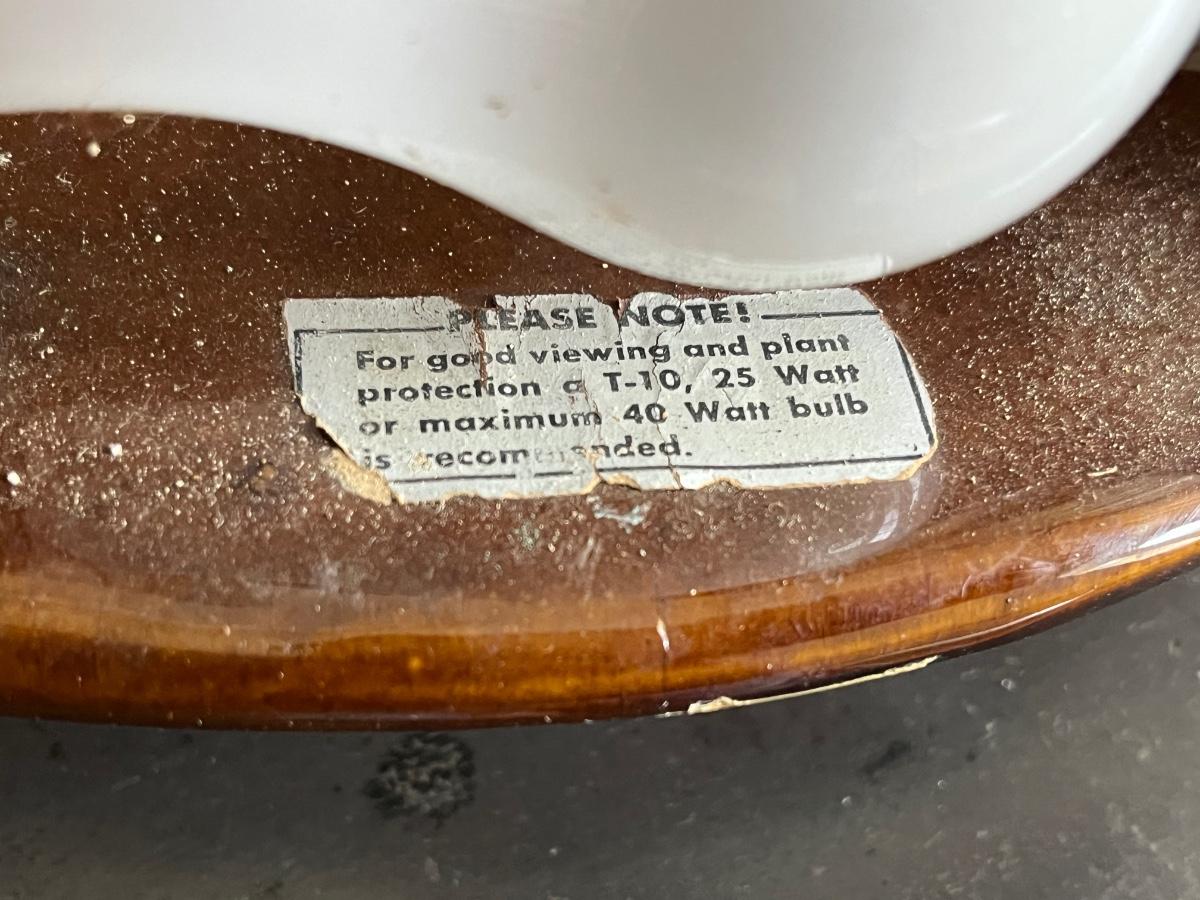 PLEASE NOTE!
For good viewing and plant
protection a T-10, 25 Watt
or maximum 40 Watt bulb
is recommended.